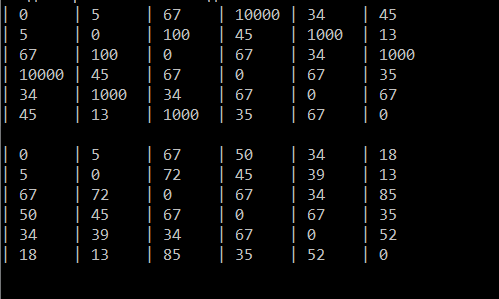 | 0 | 5 | 67 | 10000 | 34 | 45
| 5 | 0 | 100 | 45 | 1000 | 13
| 67 | 100 | 0 | 67 | 34 | 1000
| 10000 | 45 | 67 | 0 | 67 | 35
| 34 | 1000 | 34 | 67 | 0 | 67
| 45 | 13 | 1000 | 35 | 67 | 0
| 0 | 5 | 67 | 50 | 34 | 18
| 5 | 0 | 72 | 45 | 39 | 13
| 67 | 72 | 0 | 67 | 34 | 85
| 50 | 45 | 67 | 0 | 67 | 35
| 34 | 39 | 34 | 67 | 0 | 52
| 18 | 13 | 85 | 35 | 52 | 0